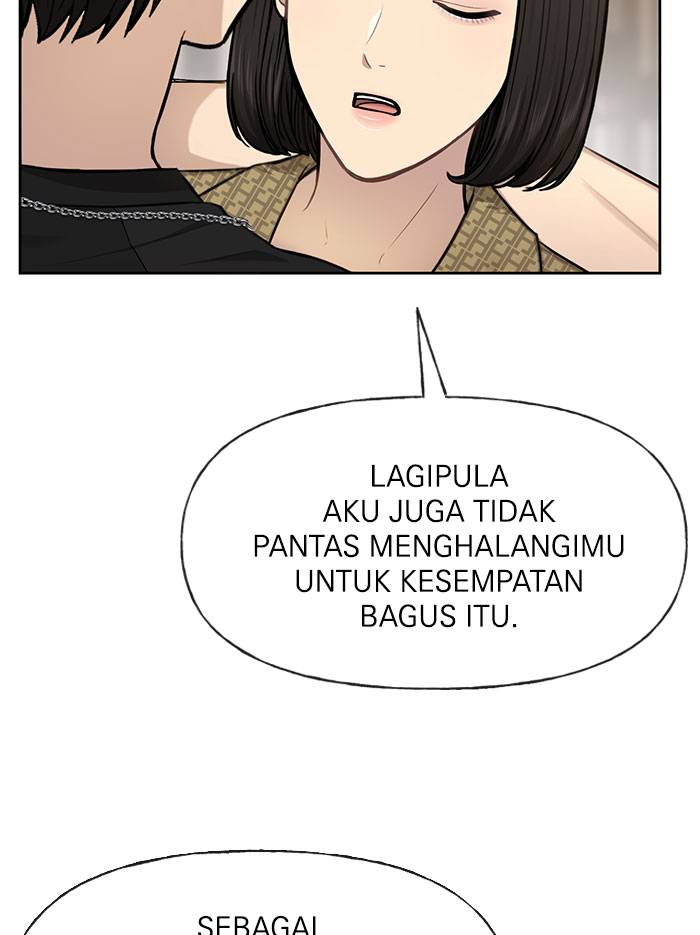 LAGIPULA
AKU JUGA TIDAK
PANTAS MENGHALANGIMU
UNTUK KESEMPATAN
BAGUS ITU.
SEBAGAI